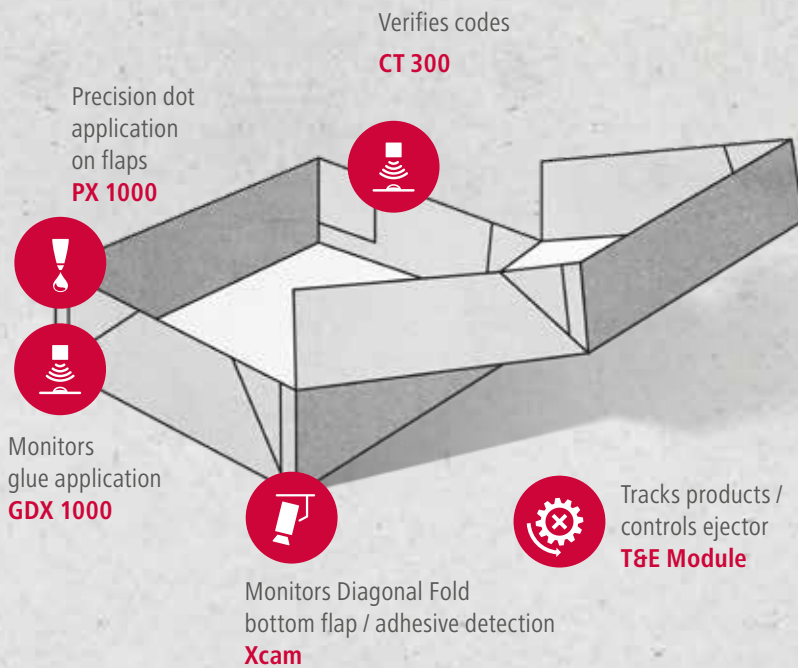 Verifies codes
CT 300
Precision dot
application
on flaps
PX 1000
Monitors
glue application
GDX 1000
Tracks products /
controls ejector
T&E Module
Monitors Diagonal Fold
bottom flap / adhesive detection
Xcam